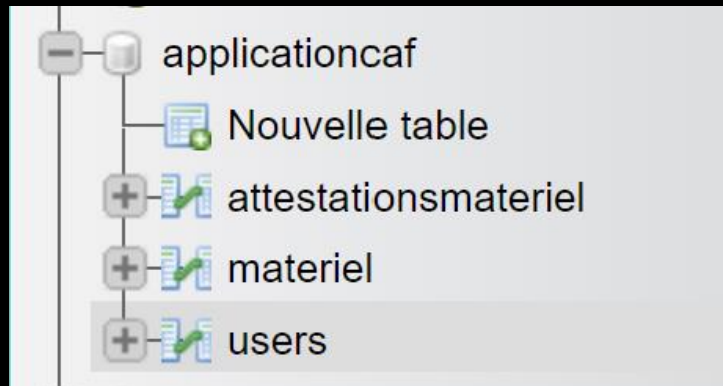 applicationcaf
Nouvelle table
attestationsmateriel
materiel
users